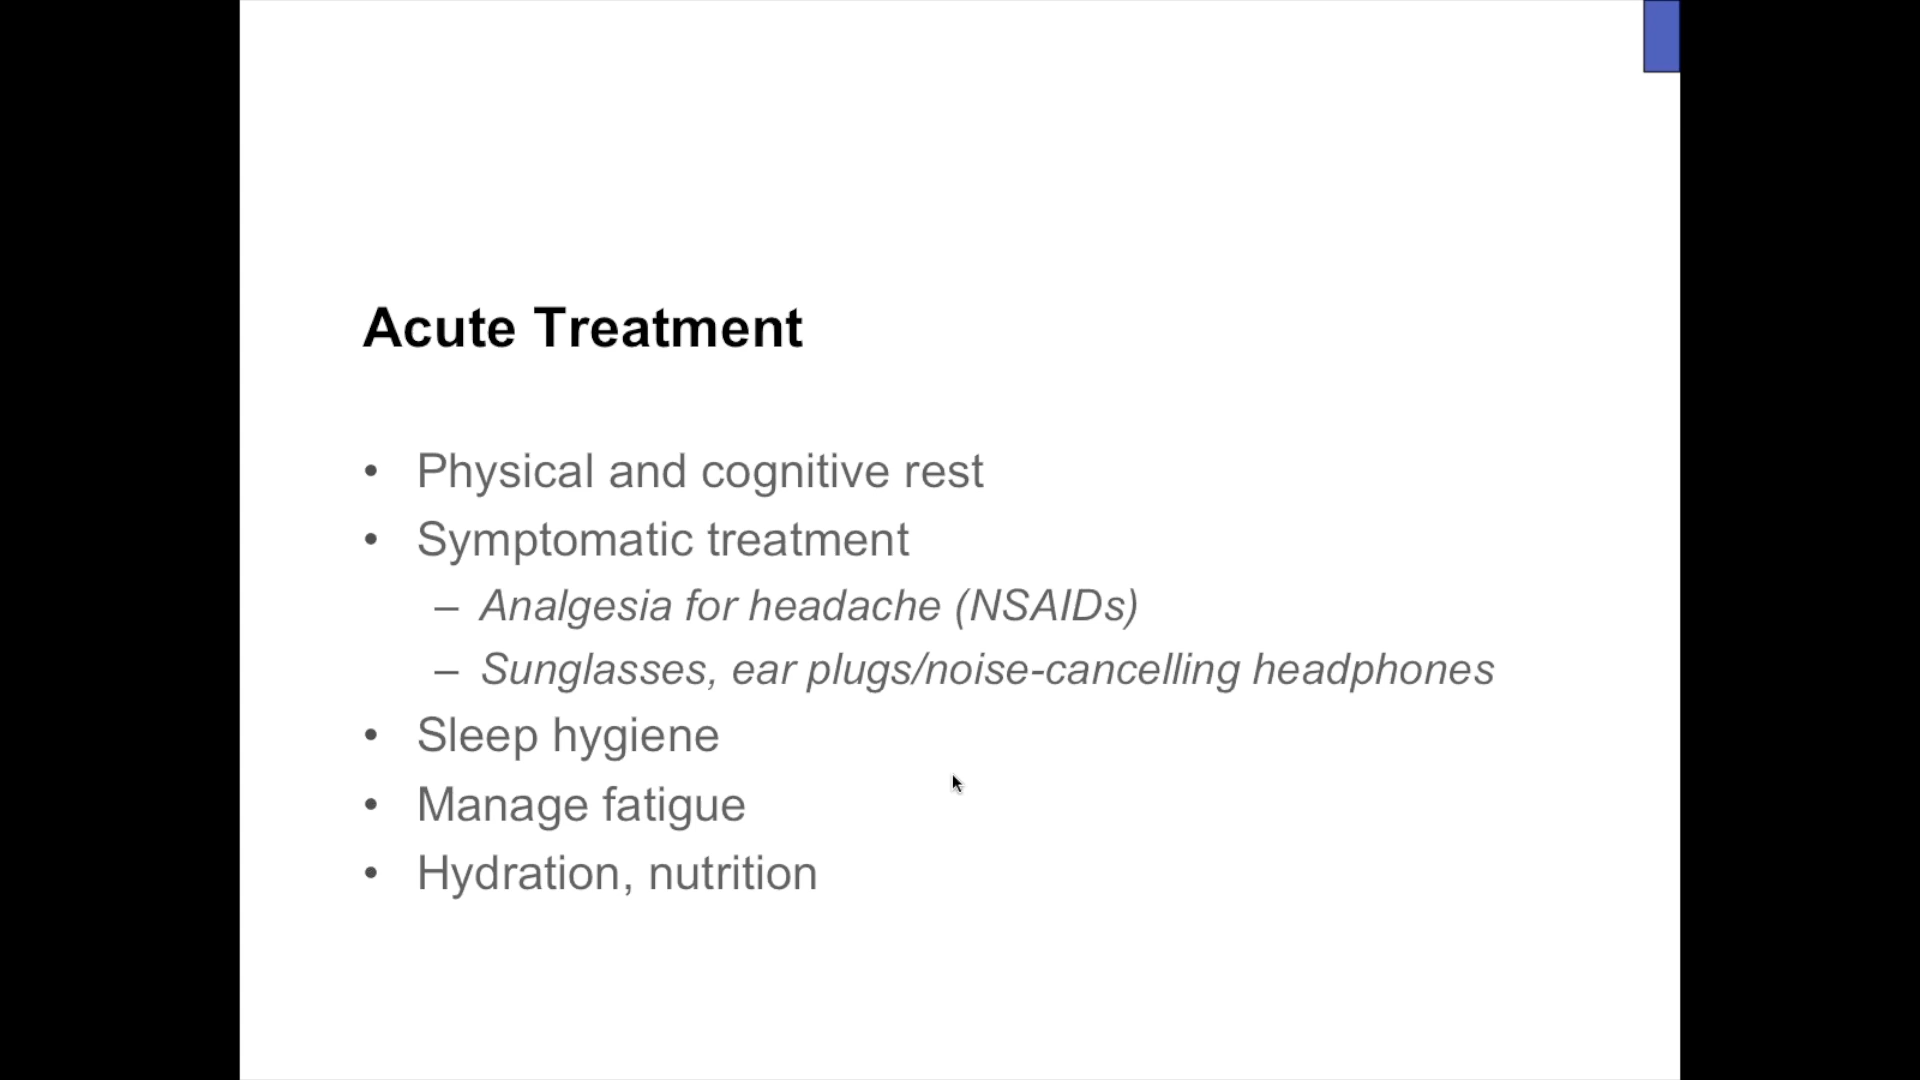 Acute Treatment
• Physical and cognitive rest
• Symptomatic treatment
– Analgesia for headache (NSAIDs)
– Sunglasses, ear plugs/noise-cancelling headphones
• Sleep hygiene
• Manage fatigue
• Hydration, nutrition